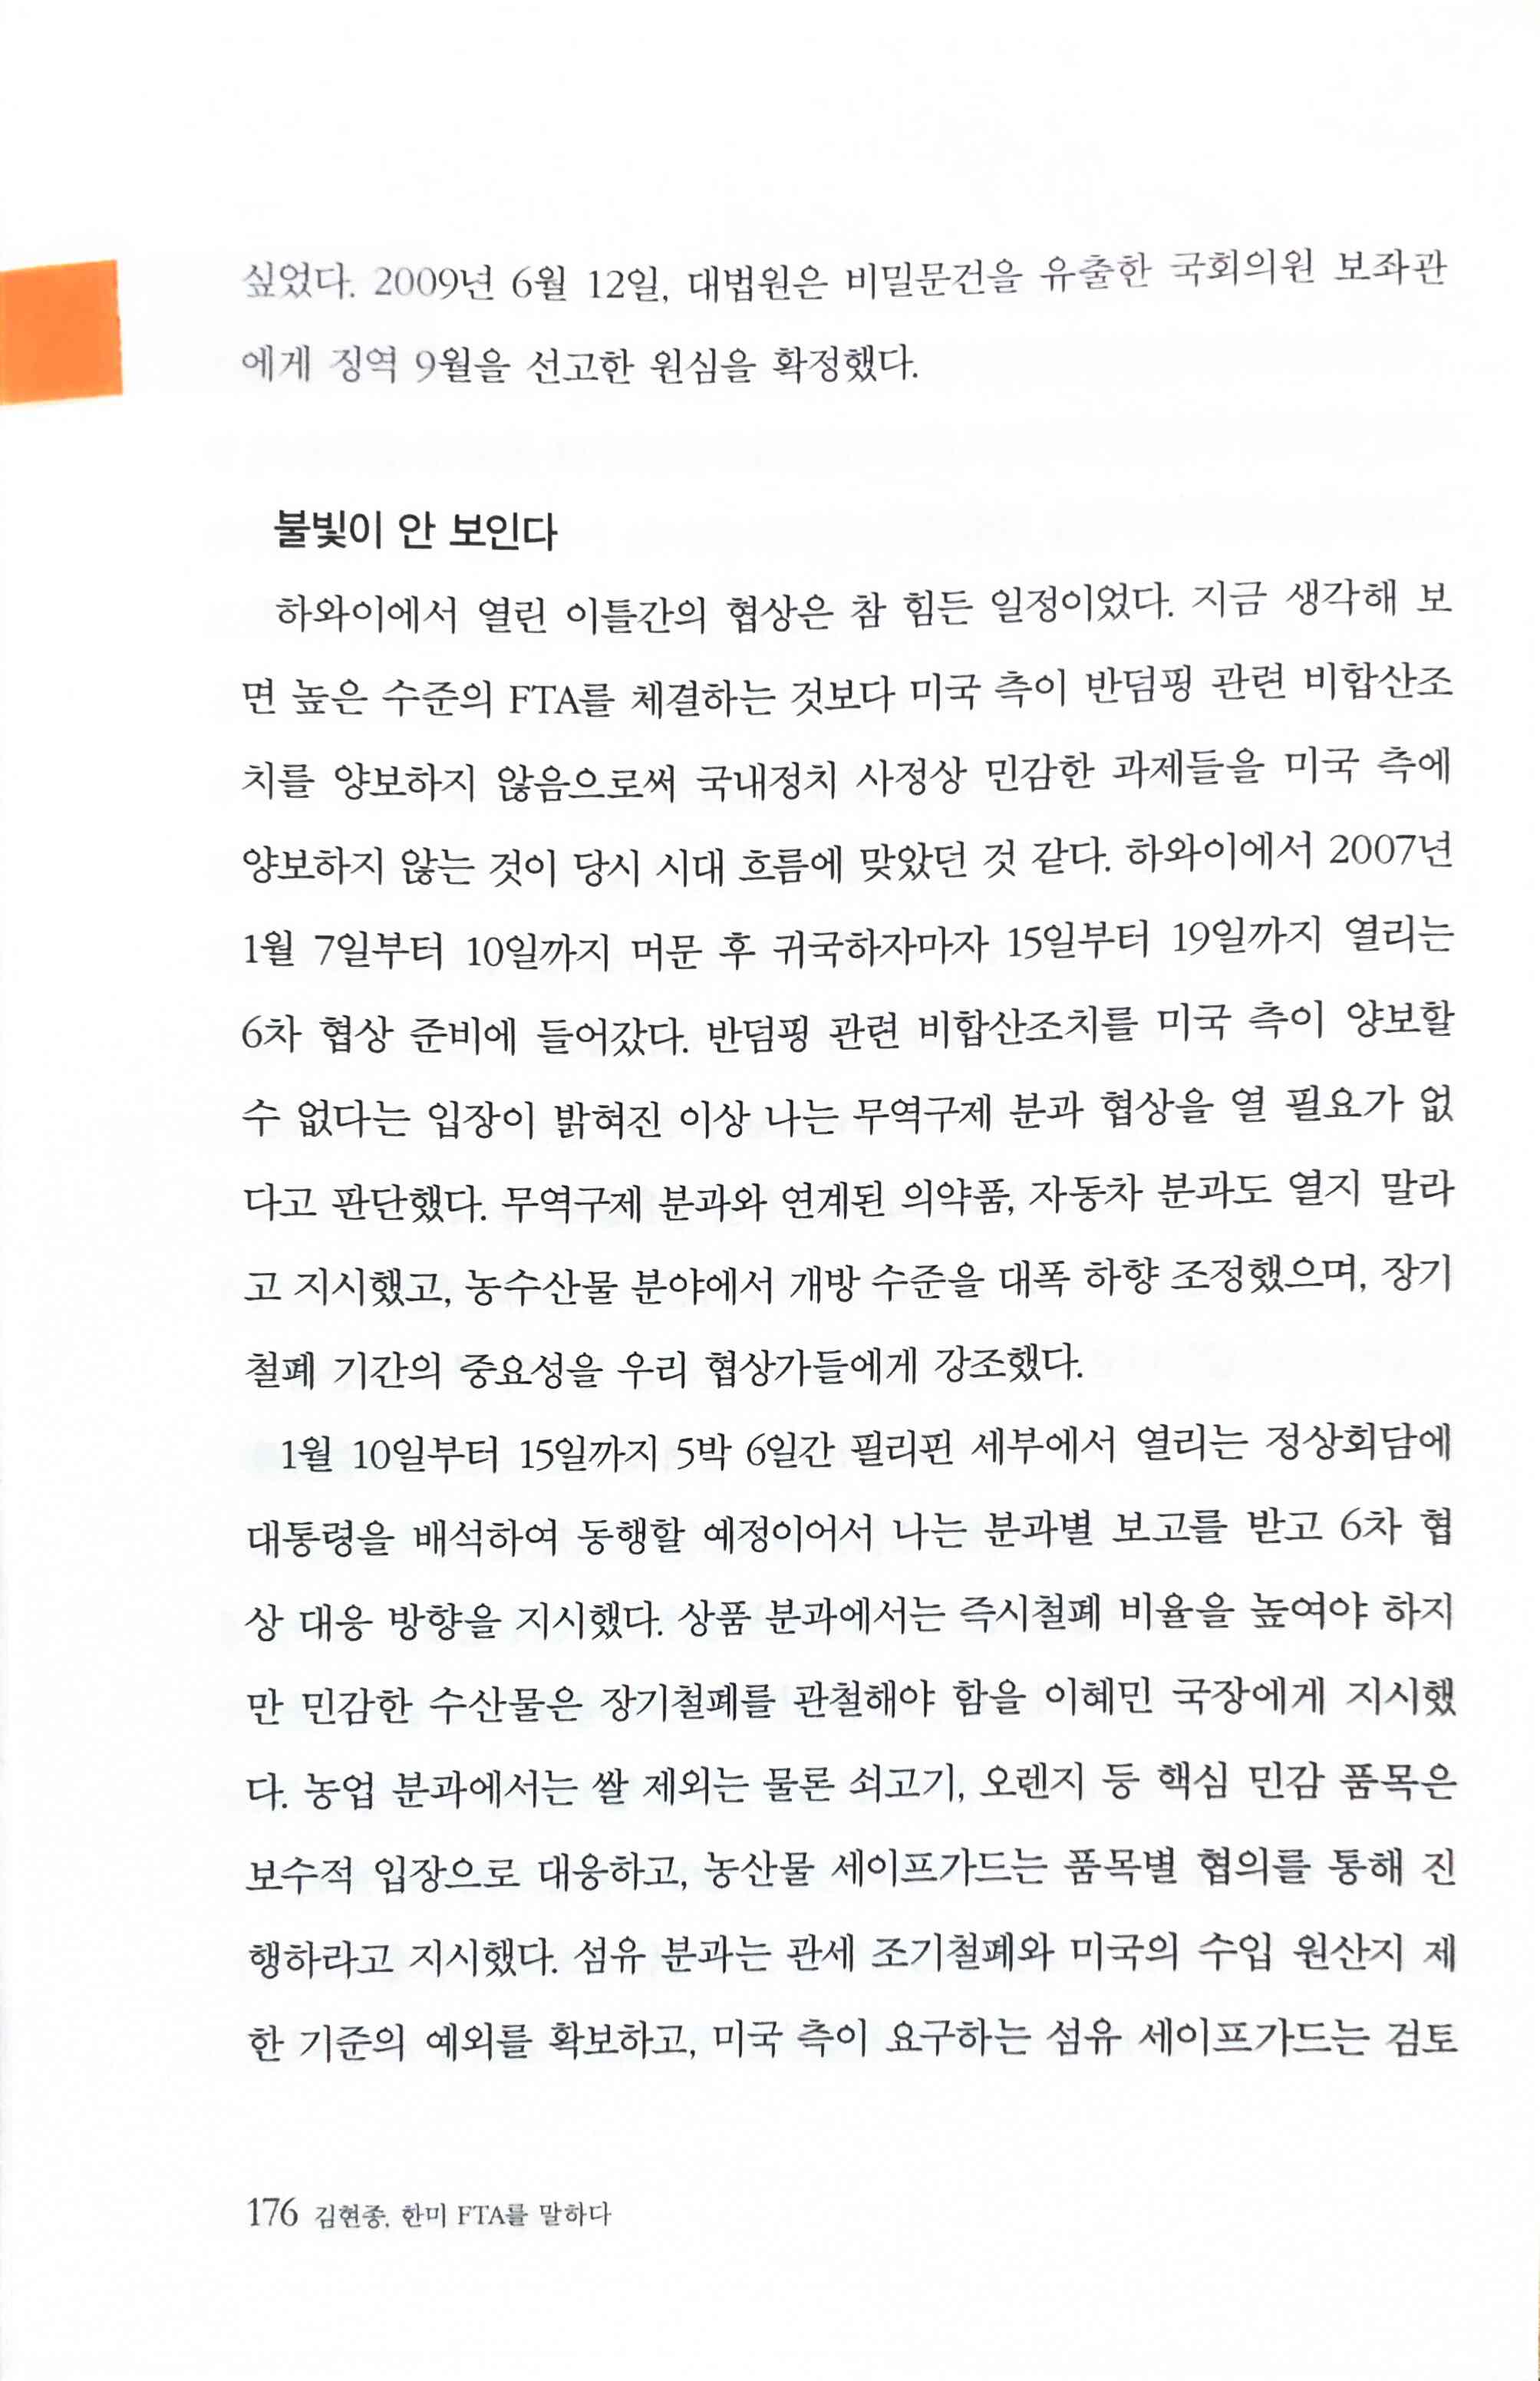 싶었다. 2009년 6월 12일, 대법원은 비밀문건을 유출한 국회의원 보좌관
에게 징역 9월을 선고한 원심을 확정했다.
불빛이 안 보인다
하와이에서 열린 이틀간의 협상은 참 힘든 일정이었다. 지금 생각해 보
면 높은 수준의 FTA를 체결하는 것보다 미국 측이 반덤핑 관련 비합산조
치를 양보하지 않음으로써 국내정치 사정상 민감한 과제들을 미국 측에
양보하지 않는 것이 당시 시대 흐름에 맞았던 것 같다. 하와이에서 2007년
1월 7일부터 10일까지 머문 후 귀국하자마자 15일부터 19일까지 열리는
6차 협상 준비에 들어갔다. 반덤핑 관련 비합산조치를 미국 측이 양보할
수 없다는 입장이 밝혀진 이상 나는 무역구제 분과 협상을 열 필요가 없
다고 판단했다. 무역구제 분과와 연계된 의약품, 자동차 분과도 열지 말라
고 지시했고, 농수산물 분야에서 개방 수준을 대폭 하향 조정했으며, 장기
철폐 기간의 중요성을 우리 협상가들에게 강조했다.
1월 10일부터 15일까지 5박 6일간 필리핀 세부에서 열리는 정상회담에
대통령을 배석하여 동행할 예정이어서 나는 분과별 보고를 받고 6차 협
상 대응 방향을 지시했다. 상품 분과에서는 즉시철폐 비율을 높여야 하지
만 민감한 수산물은 장기철폐를 관철해야 함을 이혜민 국장에게 지시했
다. 농업 분과에서는 쌀 제외는 물론 쇠고기, 오렌지 등 핵심 민감 품목은
보수적 입장으로 대응하고, 농산물 세이프가드는 품목별 협의를 통해 진
행하라고 지시했다. 섬유 분과는 관세 조기철폐와 미국의 수입 원산지 제
한 기준의 예외를 확보하고, 미국 측이 요구하는 섬유 세이프가드는 검토
176 김현종, 한미 FTA를 말하다